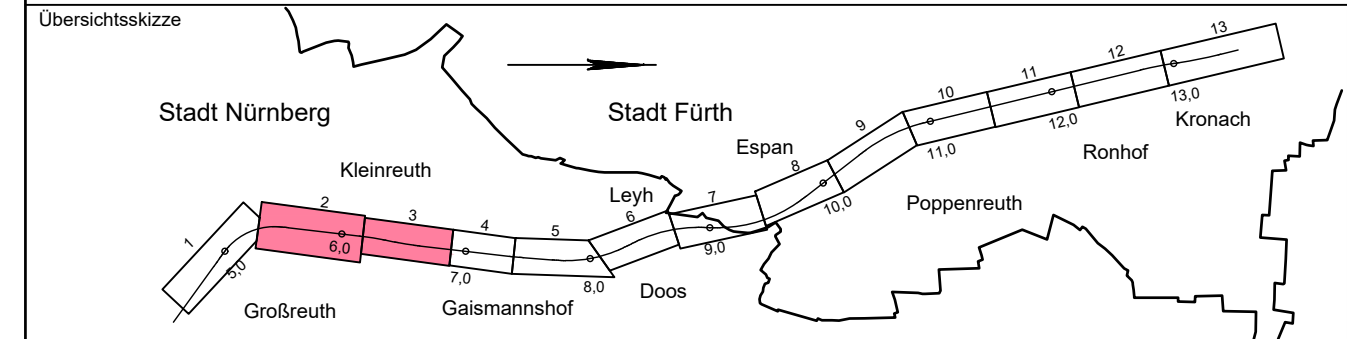 Übersichtsskizze
Stadt Nürnberg
Stadt Fürth
Kleinreuth
Leyh
Espan
Kronach
Ronhof
Poppenreuth
Großreuth
Gaismannshof
Doos
1
2
3
4
5
6
7
8
9
10
11
12
13
5,0
6,0
7,0
8,0
9,0
10,0
11,0
12,0
13,0